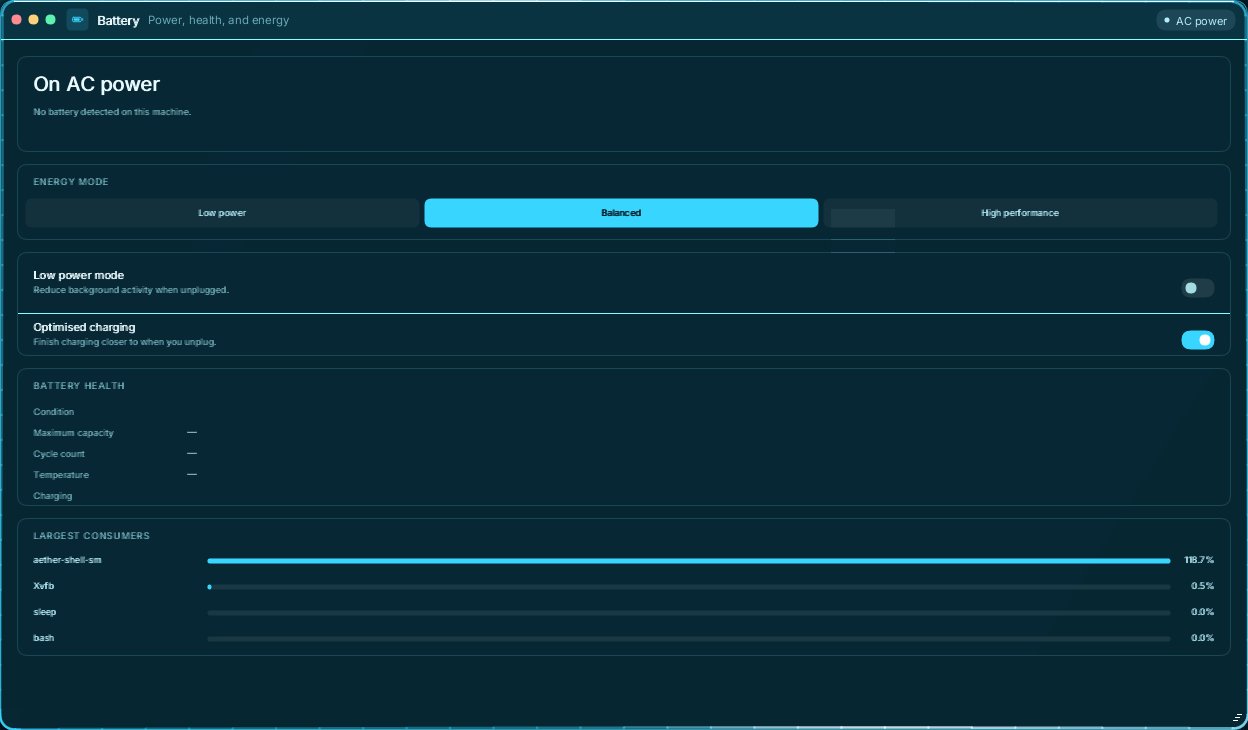 Battery Power, health, and energy
AC power
On AC power
No battery detected on this machine.
ENERGY MODE
Low power
Balanced
High performance
Low power mode
Reduce background activity when unplugged.
Optimised charging
Finish charging closer to when you unplug.
BATTERY HEALTH
Condition
Maximum capacity —
Cycle count —
Temperature —
Charging
LARGEST CONSUMERS
aether-shell-sm 118.7%
Xvfb 0.5%
sleep 0.0%
bash 0.0%